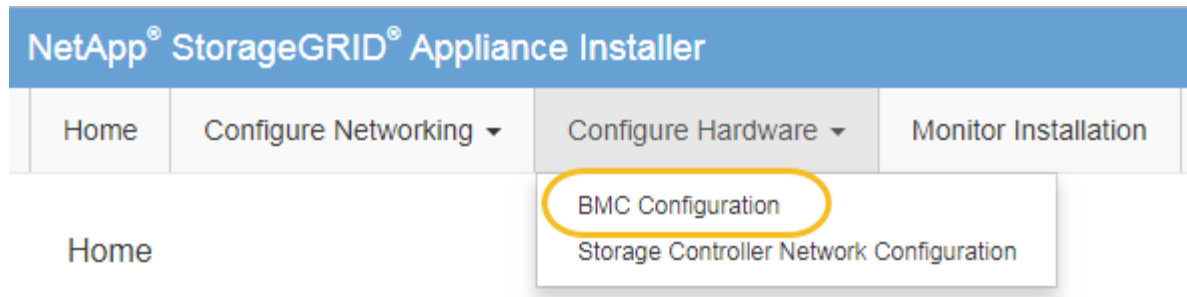 NetApp® StorageGRID® Appliance Installer
Home Configure Networking Configure Hardware Monitor Installation
BMC Configuration
Home
Storage Controller Network Configuration